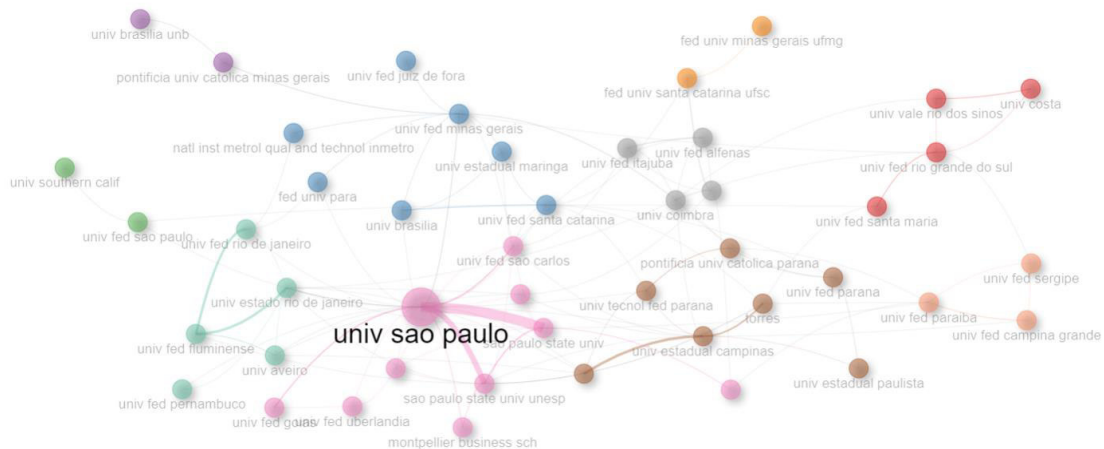 univ brasilia unb
fed univ minas gerais ufmg
pontificia univ catolica minas gerais
univ fed juiz de fora
fed univ santa catarina ufsc
univ costa
univ vale rio dos sinos
univ fed minas gerais
natl inst metrol qual and technol inmetro
univ estadual maringa
univ fed itajuba
univ fed alfenas
univ fed rio grande do sul
univ southern calif
fed univ para
univ brasilia
univ fed santa catarina
univ coimbra
univ fed santa maria
univ fed sao paulo
univ fed rio de janeiro
univ fed sao carlos
pontificia univ catolica parana
univ fed sergipe
univ estado rio de janeiro
univ tecnol fed parana
univ fed parana
torres
univ fed paraiba
univ sao paulo
univ fed fluminense
sao paulo state univ
univ estadual campinas
univ fed campina grande
univ aveiro
univ estadual paulista
univ fed pernambuco
sao paulo state univ unesp
univ fed goias
univ fed uberlandia
montpellier business sch